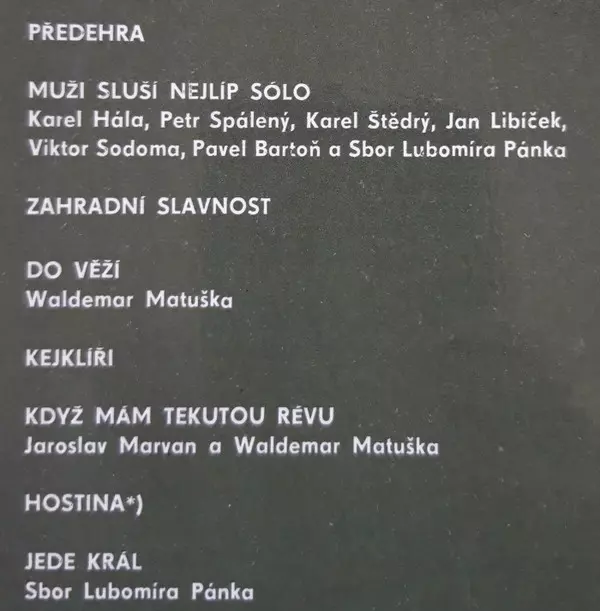 PŘEDEHRA
MUŽI SLUŠÍ NEJLÍP SÓLO
Karel Hála, Petr Spálený, Karel Štědrý, Jan Libíček,
Viktor Sodoma, Pavel Bartoň a Sbor Lubomíra Pánka
ZAHRADNÍ SLAVNOST
DO VĚŽÍ
Waldemar Matuška
KEJKLÍŘI
KDYŽ MÁM TEKUTOU RÉVU
Jaroslav Marvan a Waldemar Matuška
HOSTINA*)
JEDE KRÁL
Sbor Lubomíra Pánka